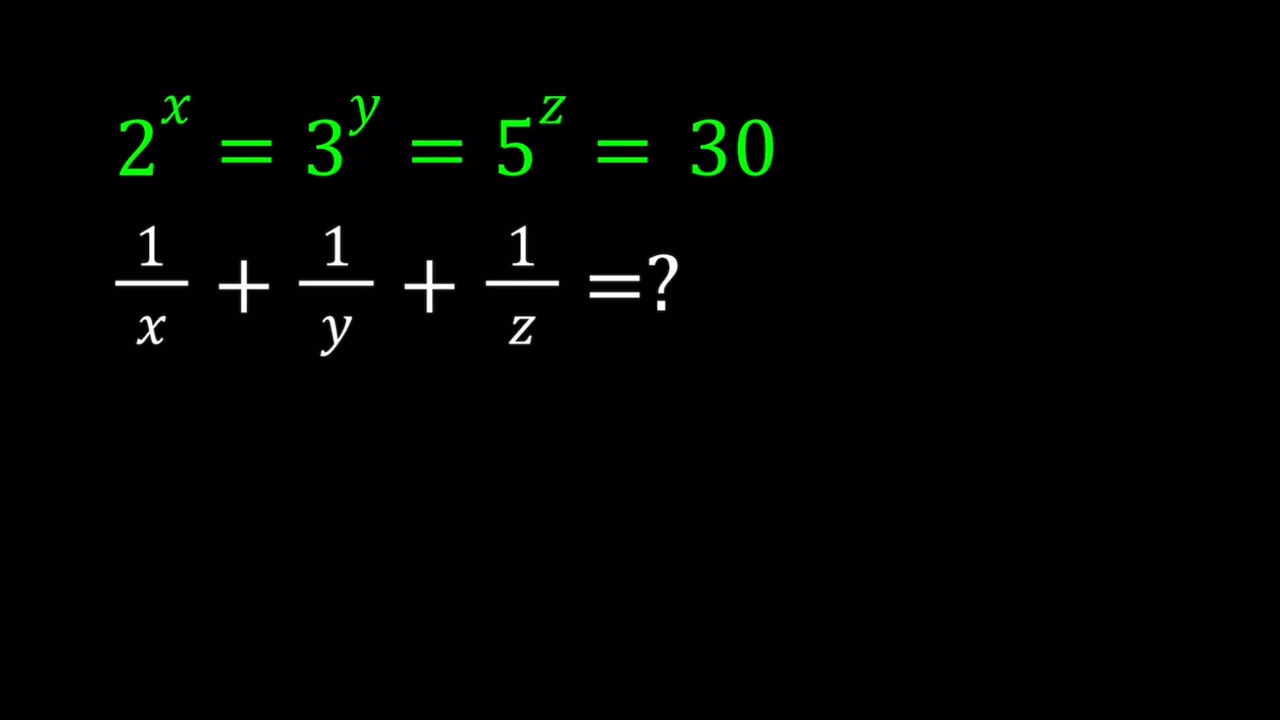 2^x = 3^y = 5^z = 30
1/x + 1/y + 1/z =?